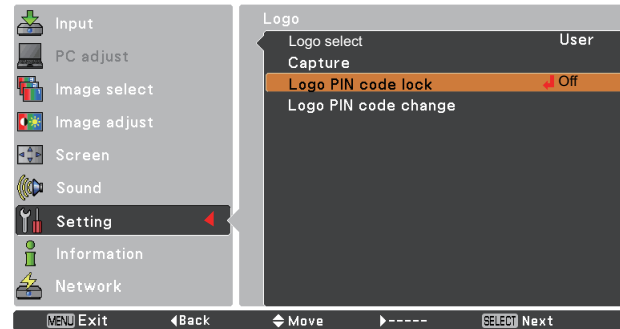 Input
PC adjust
Image select
Image adjust
Screen
Sound
Setting
Information
Network
Logo
Logo select User
Capture
Logo PIN code lock Off
Logo PIN code change
MENU Exit Back Move ----- SELECT Next